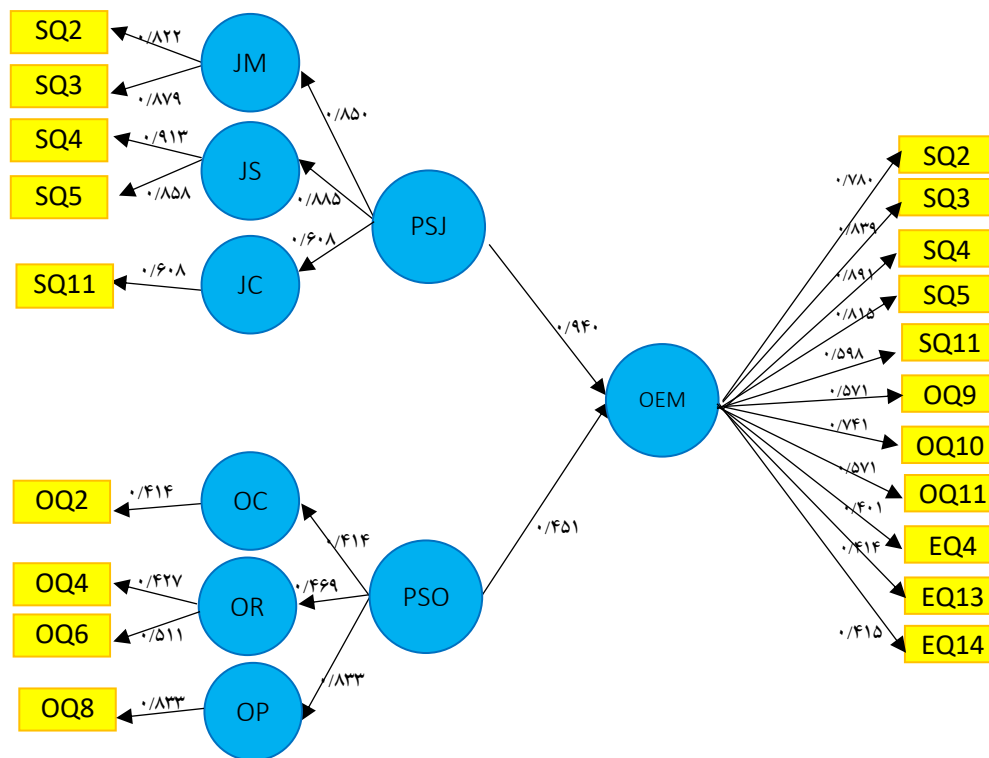 SQ2
۰/۸۲۲
JM
SQ3
۰/۸۷۹
۰/۸۵۰
SQ4
۰/۹۱۳
JS
SQ5
۰/۸۵۸
۰/۸۸۵
PSJ
SQ11
۰/۶۰۸
JC
۰/۶۰۸
۰/۹۴۰
OQ2
۰/۴۱۴
OC
۰/۴۱۴
OQ4
۰/۴۲۷
OR
۰/۴۶۹
PSO
OQ6
۰/۵۱۱
OQ8
۰/۸۳۳
OP
۰/۸۳۳
۰/۴۵۱
OEM
۰/۷۸۰
SQ2
۰/۸۳۹
SQ3
۰/۸۹۱
SQ4
۰/۸۱۵
SQ5
۰/۵۹۸
SQ11
۰/۵۷۱
OQ9
۰/۷۴۱
OQ10
۰/۵۷۱
OQ11
۰/۴۰۱
EQ4
۰/۴۱۴
EQ13
۰/۴۱۵
EQ14